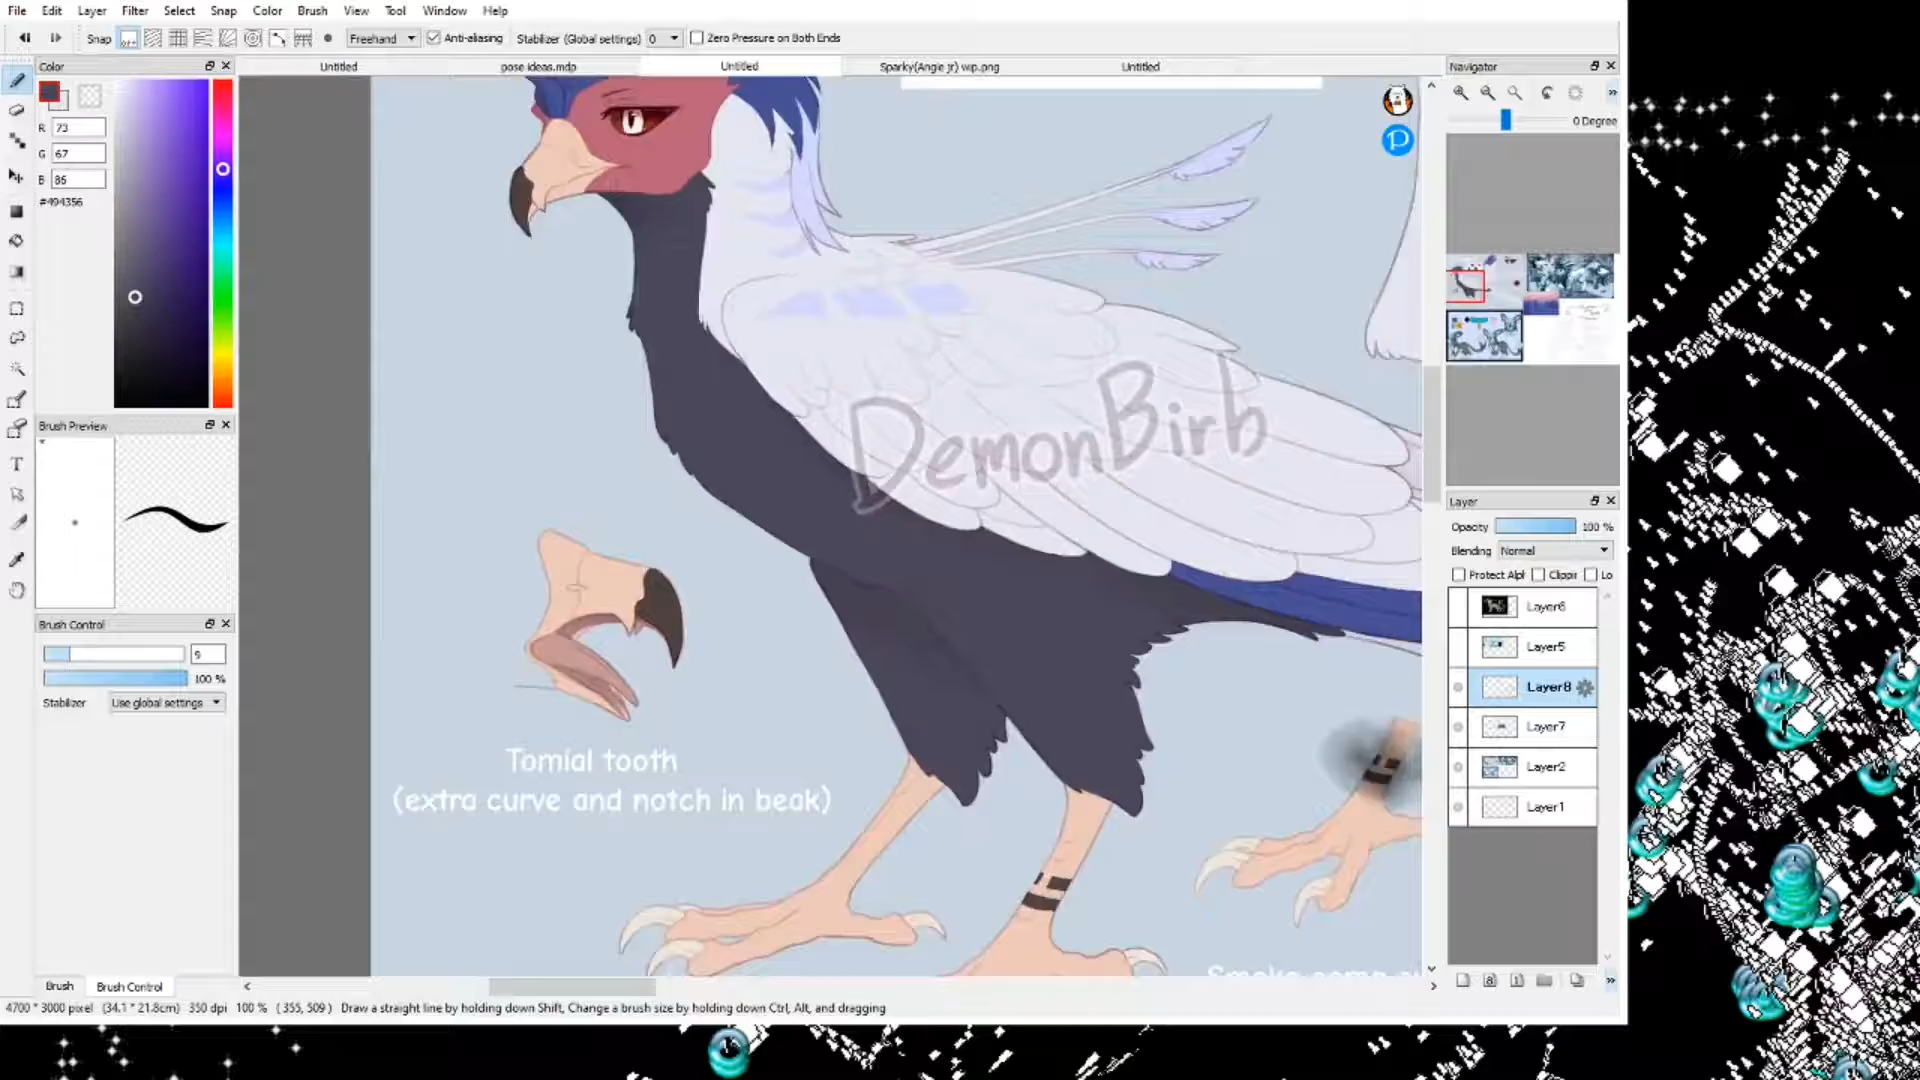 File Edit Layer Filter Select Snap Color Brush View Tool Window Help
Snap Freehand Anti-aliasing Stabilizer (Global settings) 0 Zero Pressure on Both Ends
Color
Untitled pose ideas.mdp Untitled Sparky(Angie jr) wip.png Untitled
Navigator
0 Degree
R 73
G 67
B 86
#494356
DemonBirb
Brush Preview
Layer
Opacity 100 %
Blending Normal
Protect Alpl Clippir Lo
Layer6
Layer5
Layer8
Layer7
Layer2
Layer1
Brush Control
9
100 %
Stabilizer Use global settings
Tomial tooth
(extra curve and notch in beak)
Brush Brush Control
4700 * 3000 pixel (34.1 * 21.8cm) 350 dpi 100 % ( 355, 509 ) Draw a straight line by holding down Shift, Change a brush size by holding down Ctrl, Alt, and dragging